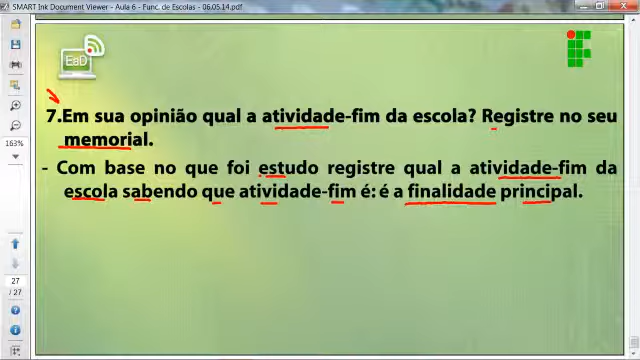 SMART Ink Document Viewer - Aula 6 - Func. de Escolas - 06.05.14.pdf
EaD
7.Em sua opinião qual a atividade-fim da escola? Registre no seu
memorial.
- Com base no que foi estudo registre qual a atividade-fim da
escola sabendo que atividade-fim é: é a finalidade principal.
163%
27
/ 27